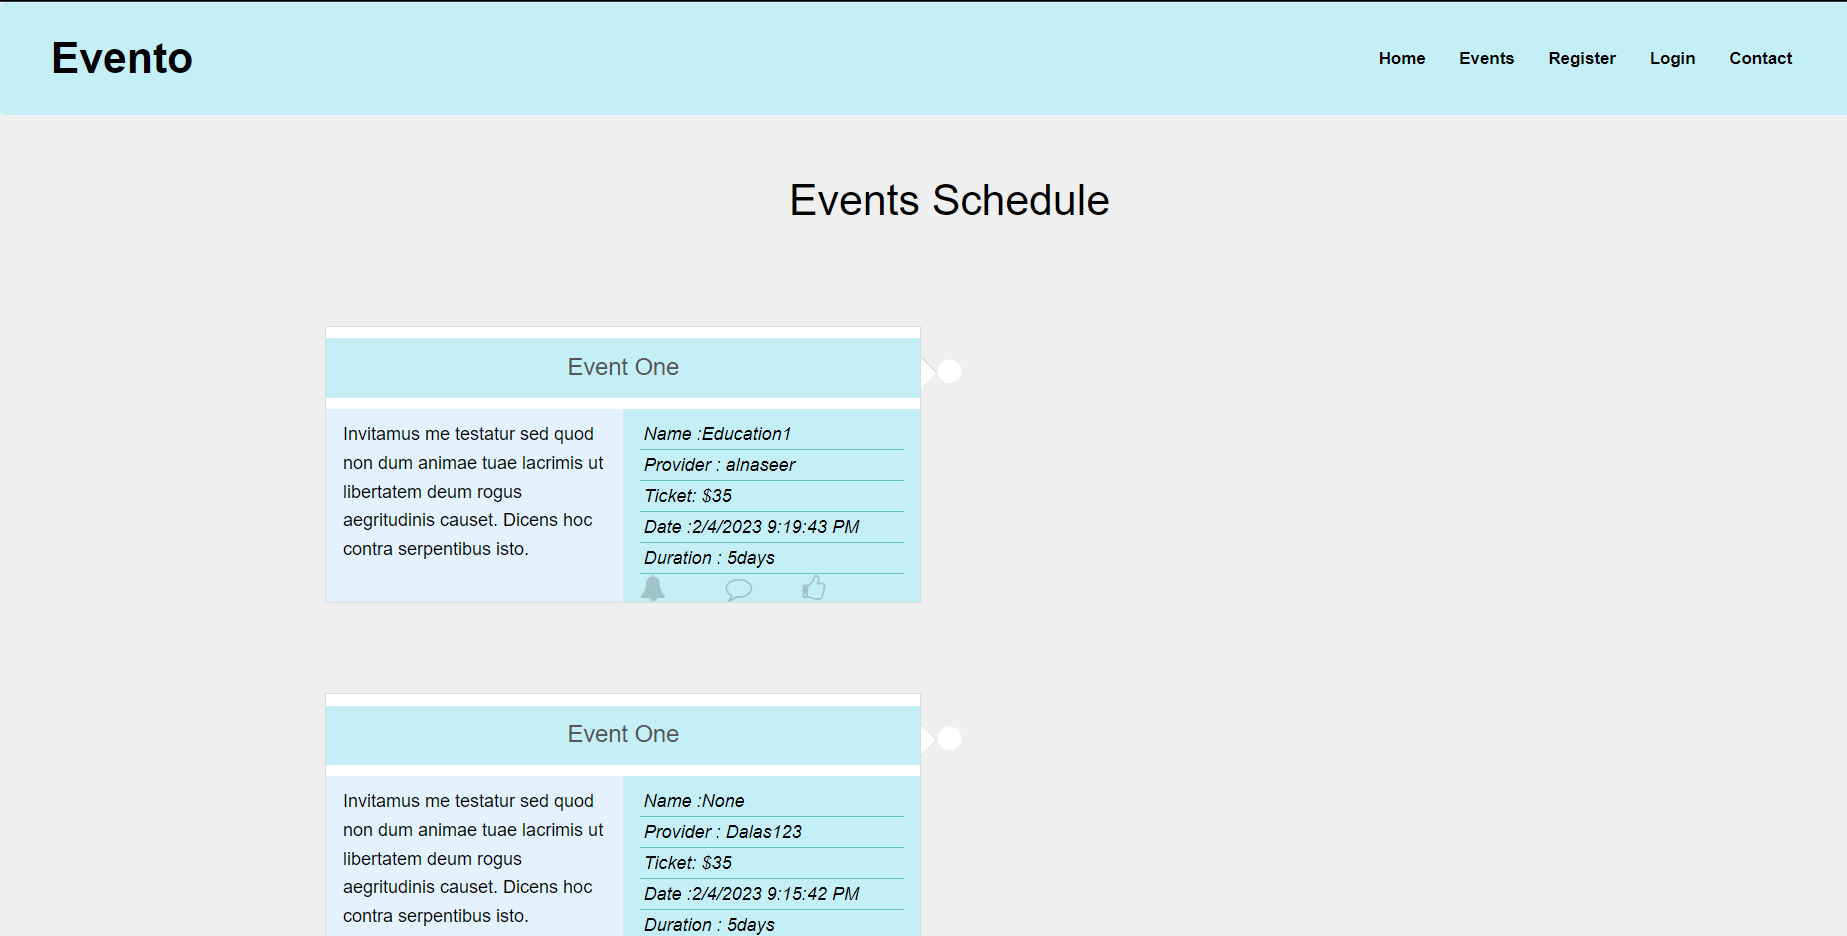 Evento
Home Events Register Login Contact
Events Schedule
Event One
Invitamus me testatur sed quod
non dum animae tuae lacrimis ut
libertatem deum rogus
aegritudinis causet. Dicens hoc
contra serpentibus isto.
Name :Education1
Provider : alnaseer
Ticket: $35
Date :2/4/2023 9:19:43 PM
Duration : 5days
Event One
Invitamus me testatur sed quod
non dum animae tuae lacrimis ut
libertatem deum rogus
aegritudinis causet. Dicens hoc
contra serpentibus isto.
Name :None
Provider : Dalas123
Ticket: $35
Date :2/4/2023 9:15:42 PM
Duration : 5days